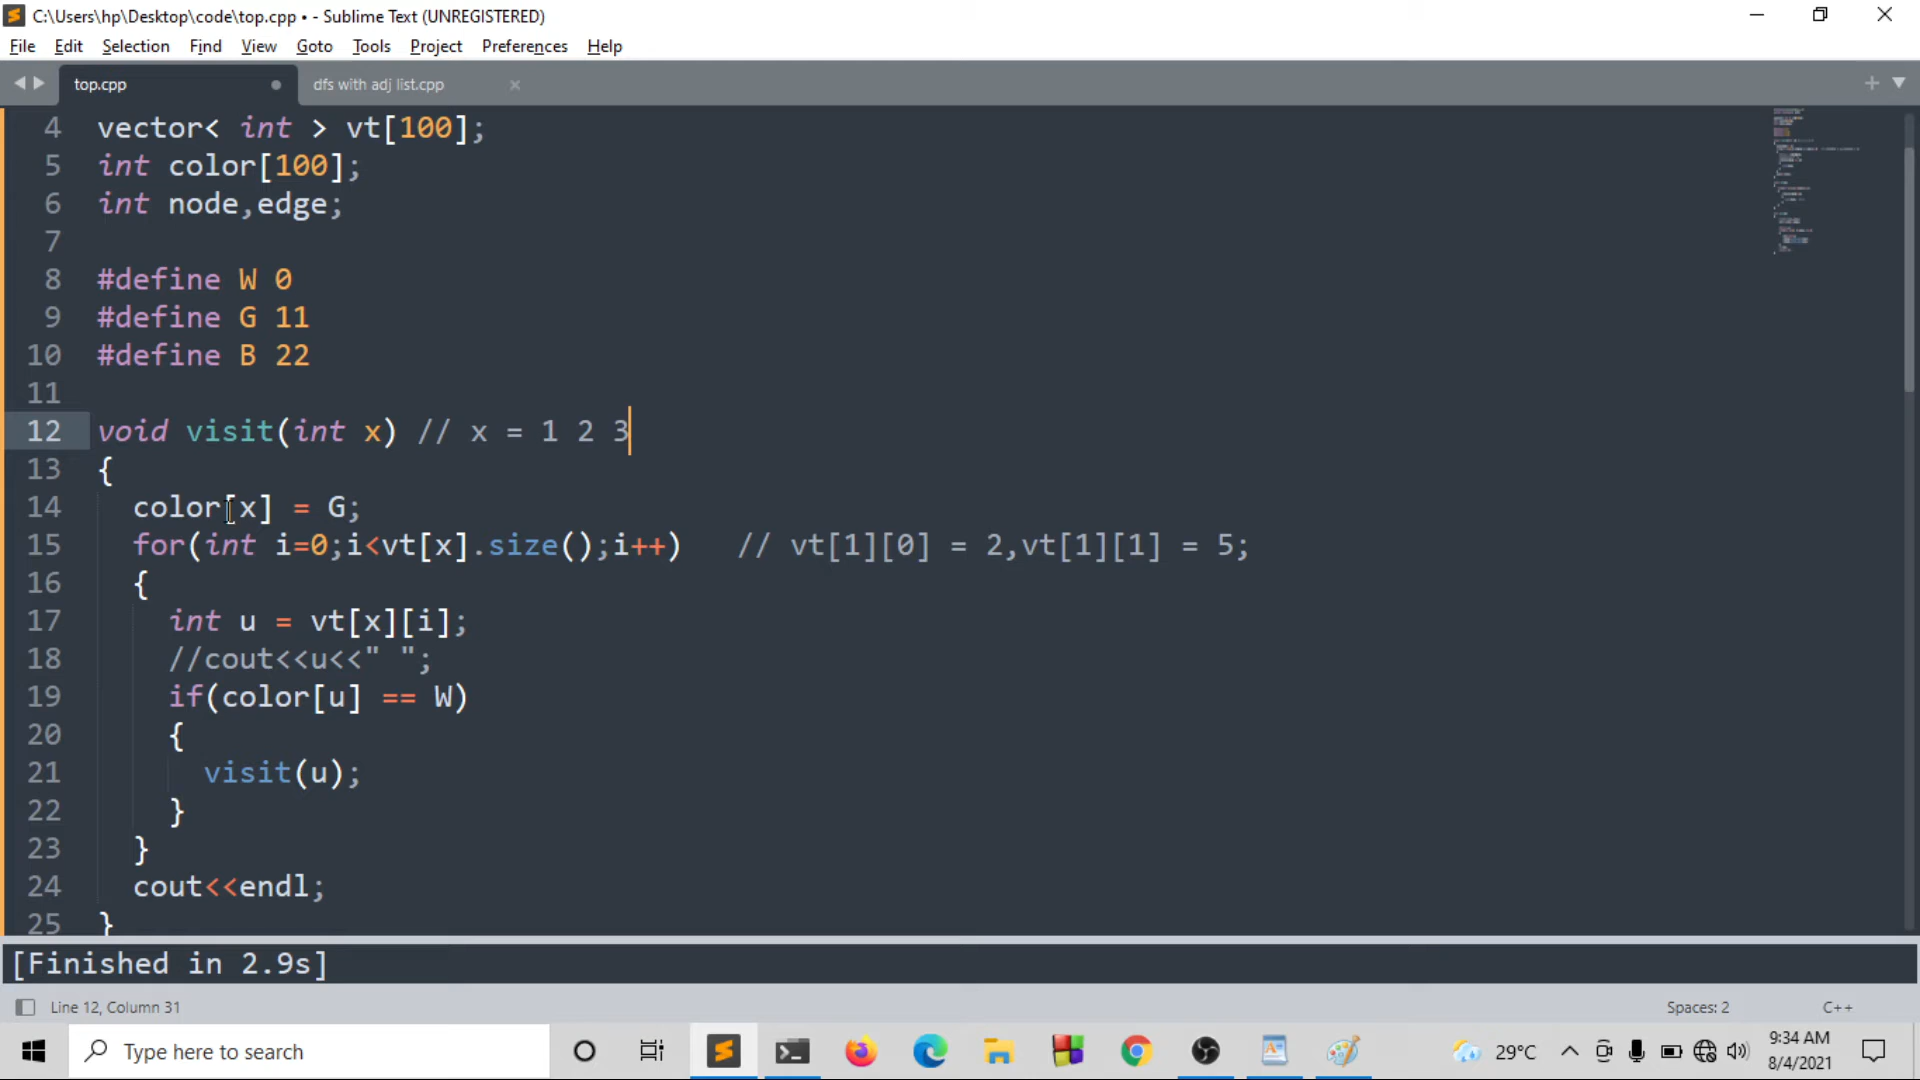 C:\Users\hp\Desktop\code\top.cpp • - Sublime Text (UNREGISTERED)
File Edit Selection Find View Goto Tools Project Preferences Help
top.cpp dfs with adj list.cpp
4 vector< int > vt[100];
5 int color[100];
6 int node,edge;
7
8 #define W 0
9 #define G 11
10 #define B 22
11
12 void visit(int x) // x = 1 2 3
13 {
14 color[x] = G;
15 for(int i=0;i<vt[x].size();i++) // vt[1][0] = 2,vt[1][1] = 5;
16 {
17 int u = vt[x][i];
18 //cout<<u<<" ";
19 if(color[u] == W)
20 {
21 visit(u);
22 }
23 }
24 cout<<endl;
25 }
[Finished in 2.9s]
Line 12, Column 31 Spaces: 2 C++
Type here to search 29°C 9:34 AM
8/4/2021